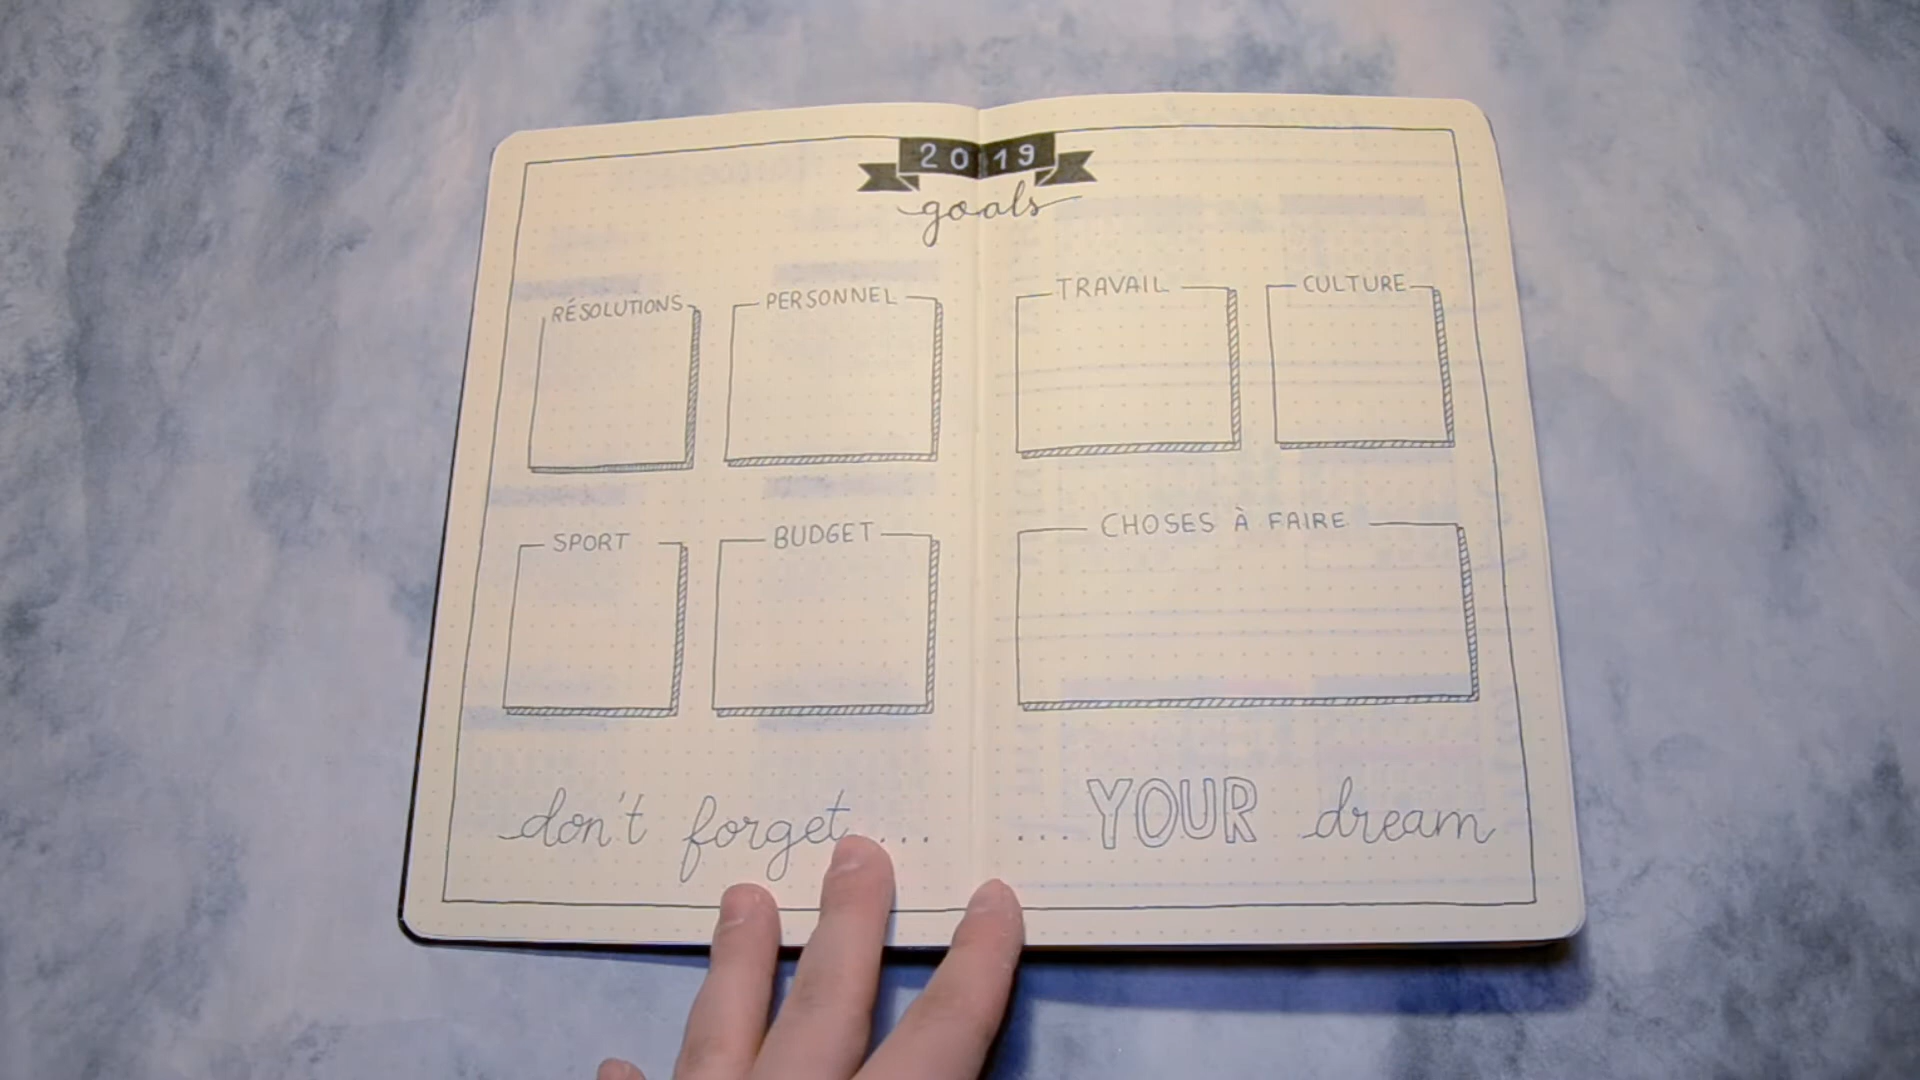 2019
goals
RÉSOLUTIONS
PERSONNEL
TRAVAIL
CULTURE
SPORT
BUDGET
CHOSES À FAIRE
don't forget... ...YOUR dream